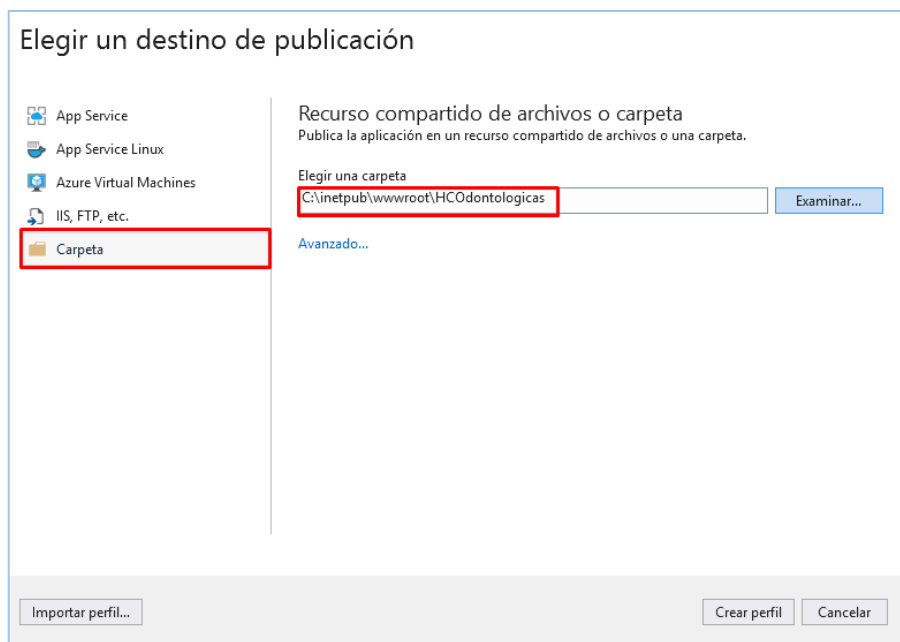 Elegir un destino de publicación
App Service
App Service Linux
Azure Virtual Machines
IIS, FTP, etc.
Carpeta
Recurso compartido de archivos o carpeta
Publica la aplicación en un recurso compartido de archivos o una carpeta.
Elegir una carpeta
C:\inetpub\wwwroot\HCOdontologicas
Examinar...
Avanzado...
Importar perfil...
Crear perfil
Cancelar